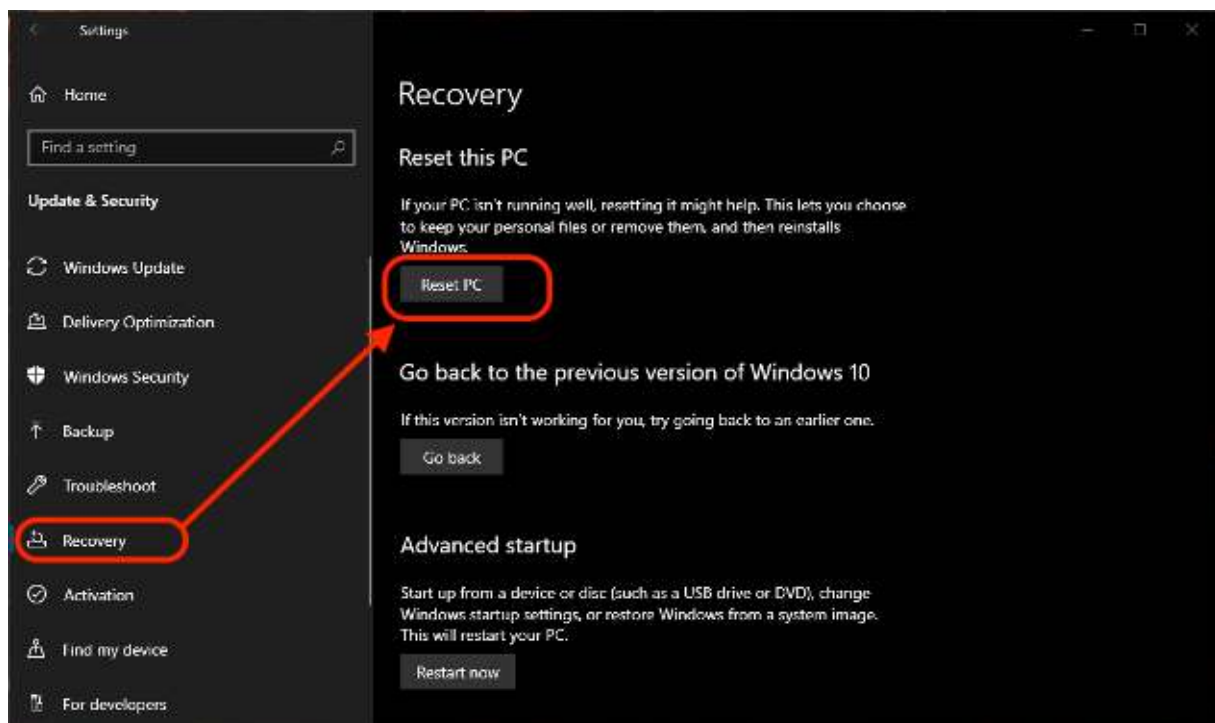 Settings
Home
Find a setting
Update & Security
Windows Update
Delivery Optimization
Windows Security
Backup
Troubleshoot
Recovery
Activation
Find my device
For developers
Recovery
Reset this PC
If your PC isn't running well, resetting it might help. This lets you choose
to keep your personal files or remove them, and then reinstalls
Windows.
Reset PC
Go back to the previous version of Windows 10
If this version isn't working for you, try going back to an earlier one.
Go back
Advanced startup
Start up from a device or disc (such as a USB drive or DVD), change
Windows startup settings, or restore Windows from a system image.
This will restart your PC.
Restart now